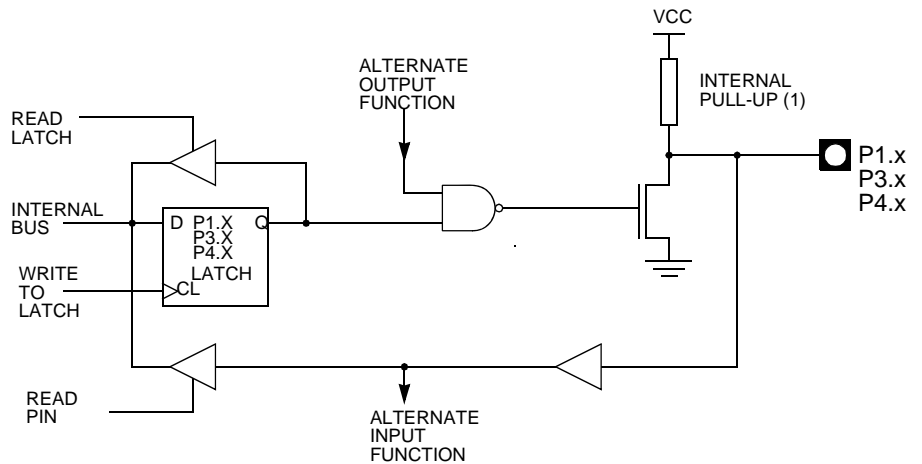 VCC
ALTERNATE
OUTPUT
FUNCTION
INTERNAL
PULL-UP (1)
READ
LATCH
P1.x
P3.x
P4.x
INTERNAL
BUS
D P1.X Q
P3.X
P4.X
LATCH
CL
WRITE
TO
LATCH
READ
PIN
ALTERNATE
INPUT
FUNCTION